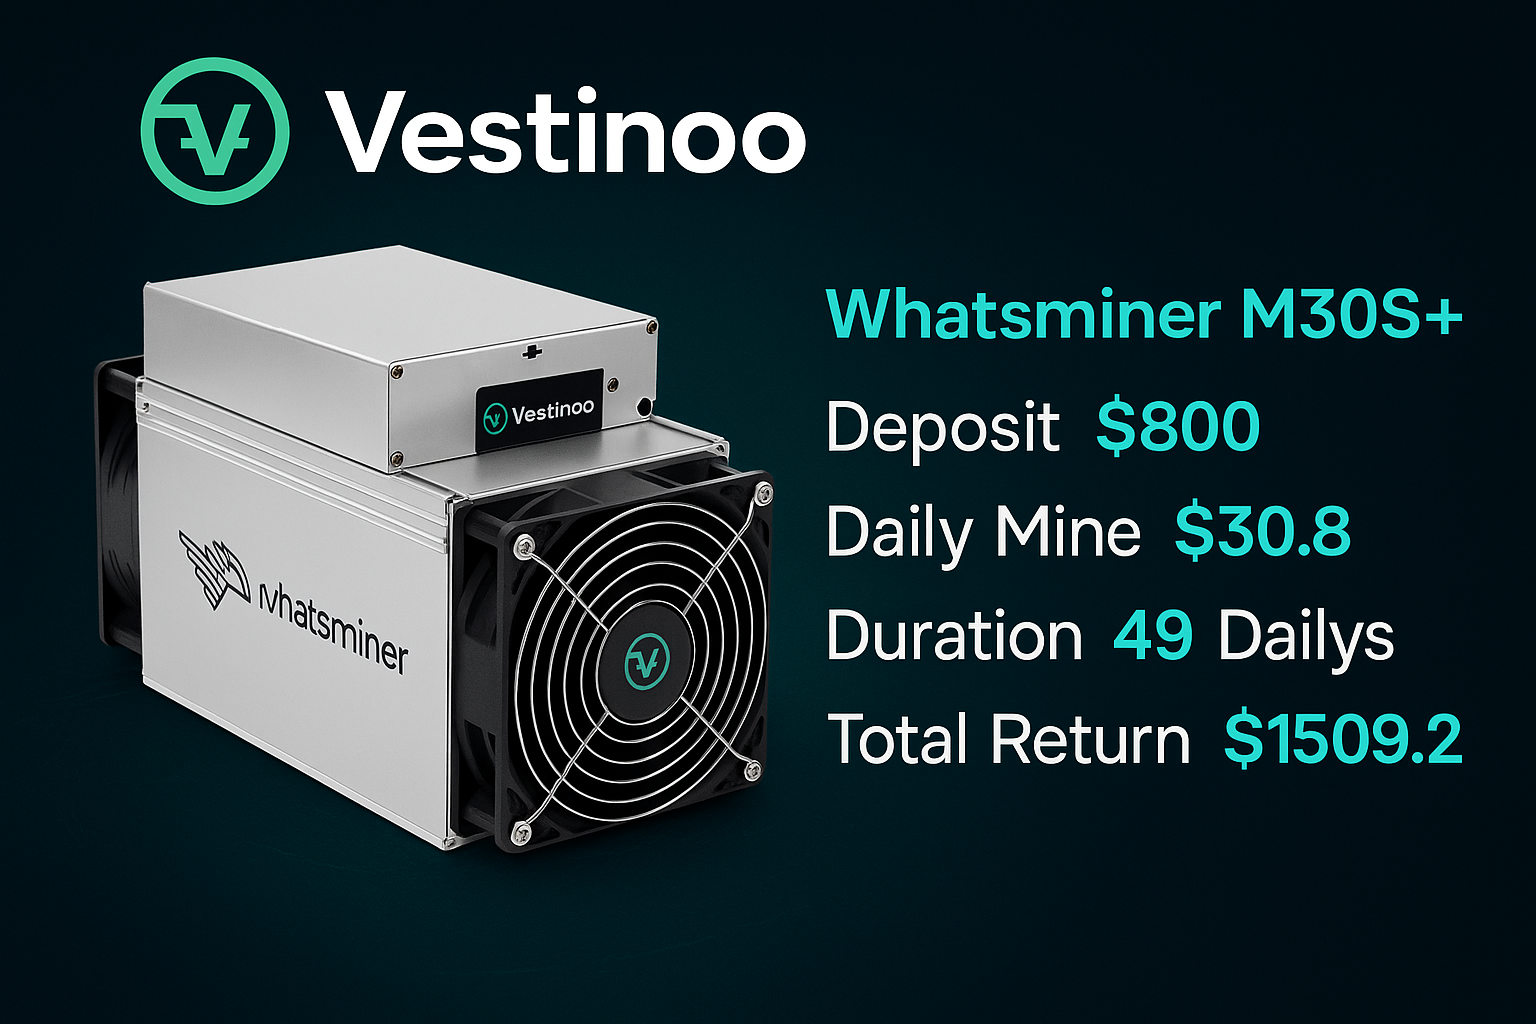 Vestinoo
Vestinoo
whatsminer
Whatsminer M30S+
Deposit $800
Daily Mine $30.8
Duration 49 Dailys
Total Return $1509.2